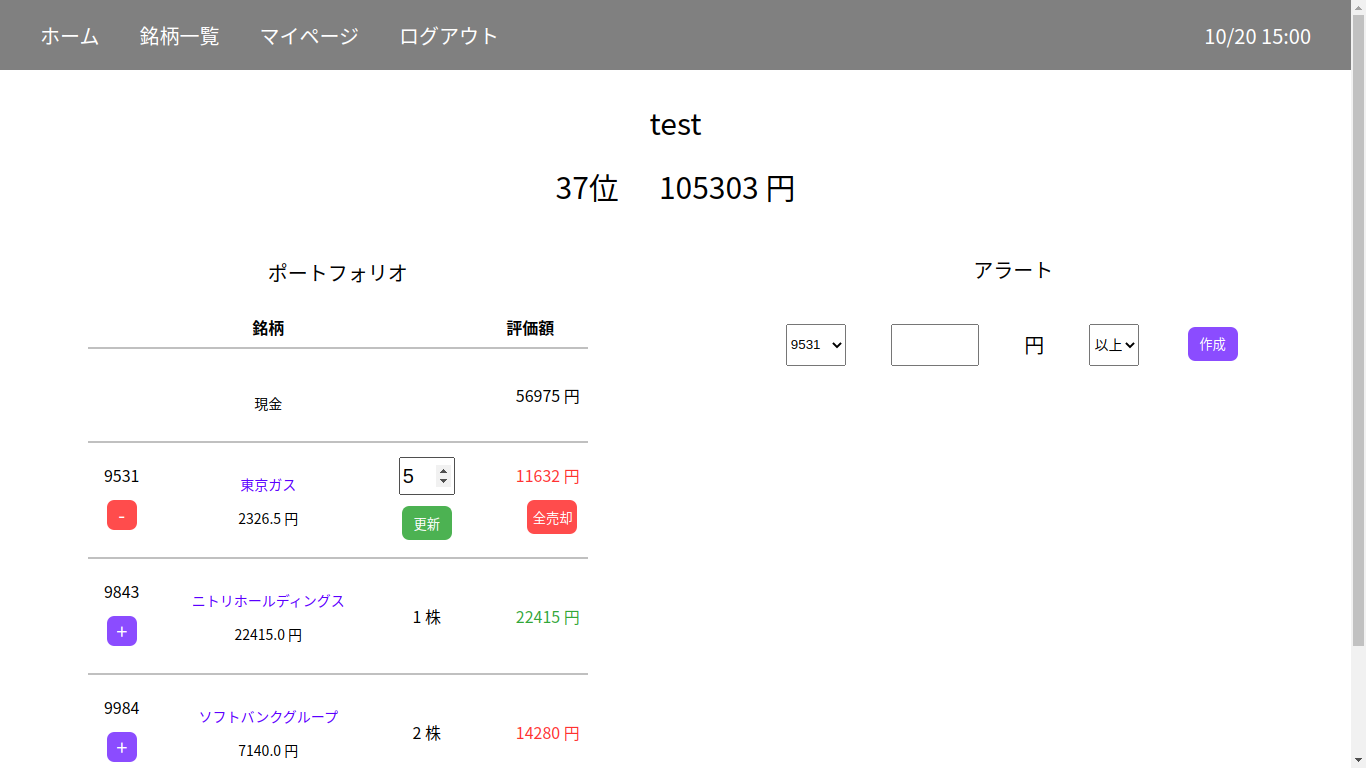 ホーム 銘柄一覧 マイページ ログアウト 10/20 15:00
test
37位 105303 円
ポートフォリオ
アラート
銘柄 評価額
9531 円 以上 作成
現金 56975 円
9531 東京ガス 5 11632 円
- 2326.5 円 更新 全売却
9843 ニトリホールディングス 1 株 22415 円
+ 22415.0 円
9984 ソフトバンクグループ 2 株 14280 円
+ 7140.0 円